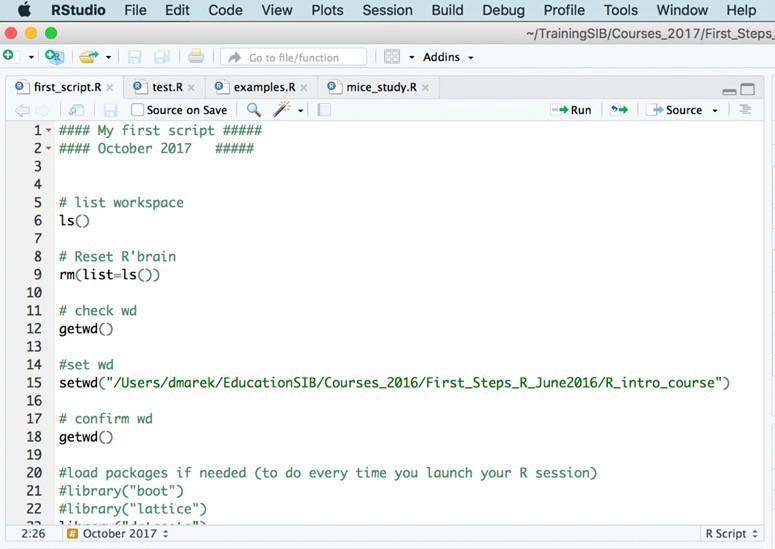 RStudio File Edit Code View Plots Session Build Debug Profile Tools Window Help
~/TrainingSIB/Courses_2017/First_Steps_
Go to file/function Addins
first_script.R test.R examples.R mice_study.R
Source on Save Run Source
1 #### My first script #####
2 #### October 2017   #####
3
4
5 # list workspace
6 ls()
7
8 # Reset R'brain
9 rm(list=ls())
10
11 # check wd
12 getwd()
13
14 #set wd
15 setwd("/Users/dmarek/EducationSIB/Courses_2016/First_Steps_R_June2016/R_intro_course")
16
17 # confirm wd
18 getwd()
19
20 #load packages if needed (to do every time you launch your R session)
21 #library("boot")
22 #library("lattice")
2:26 # October 2017 R Script